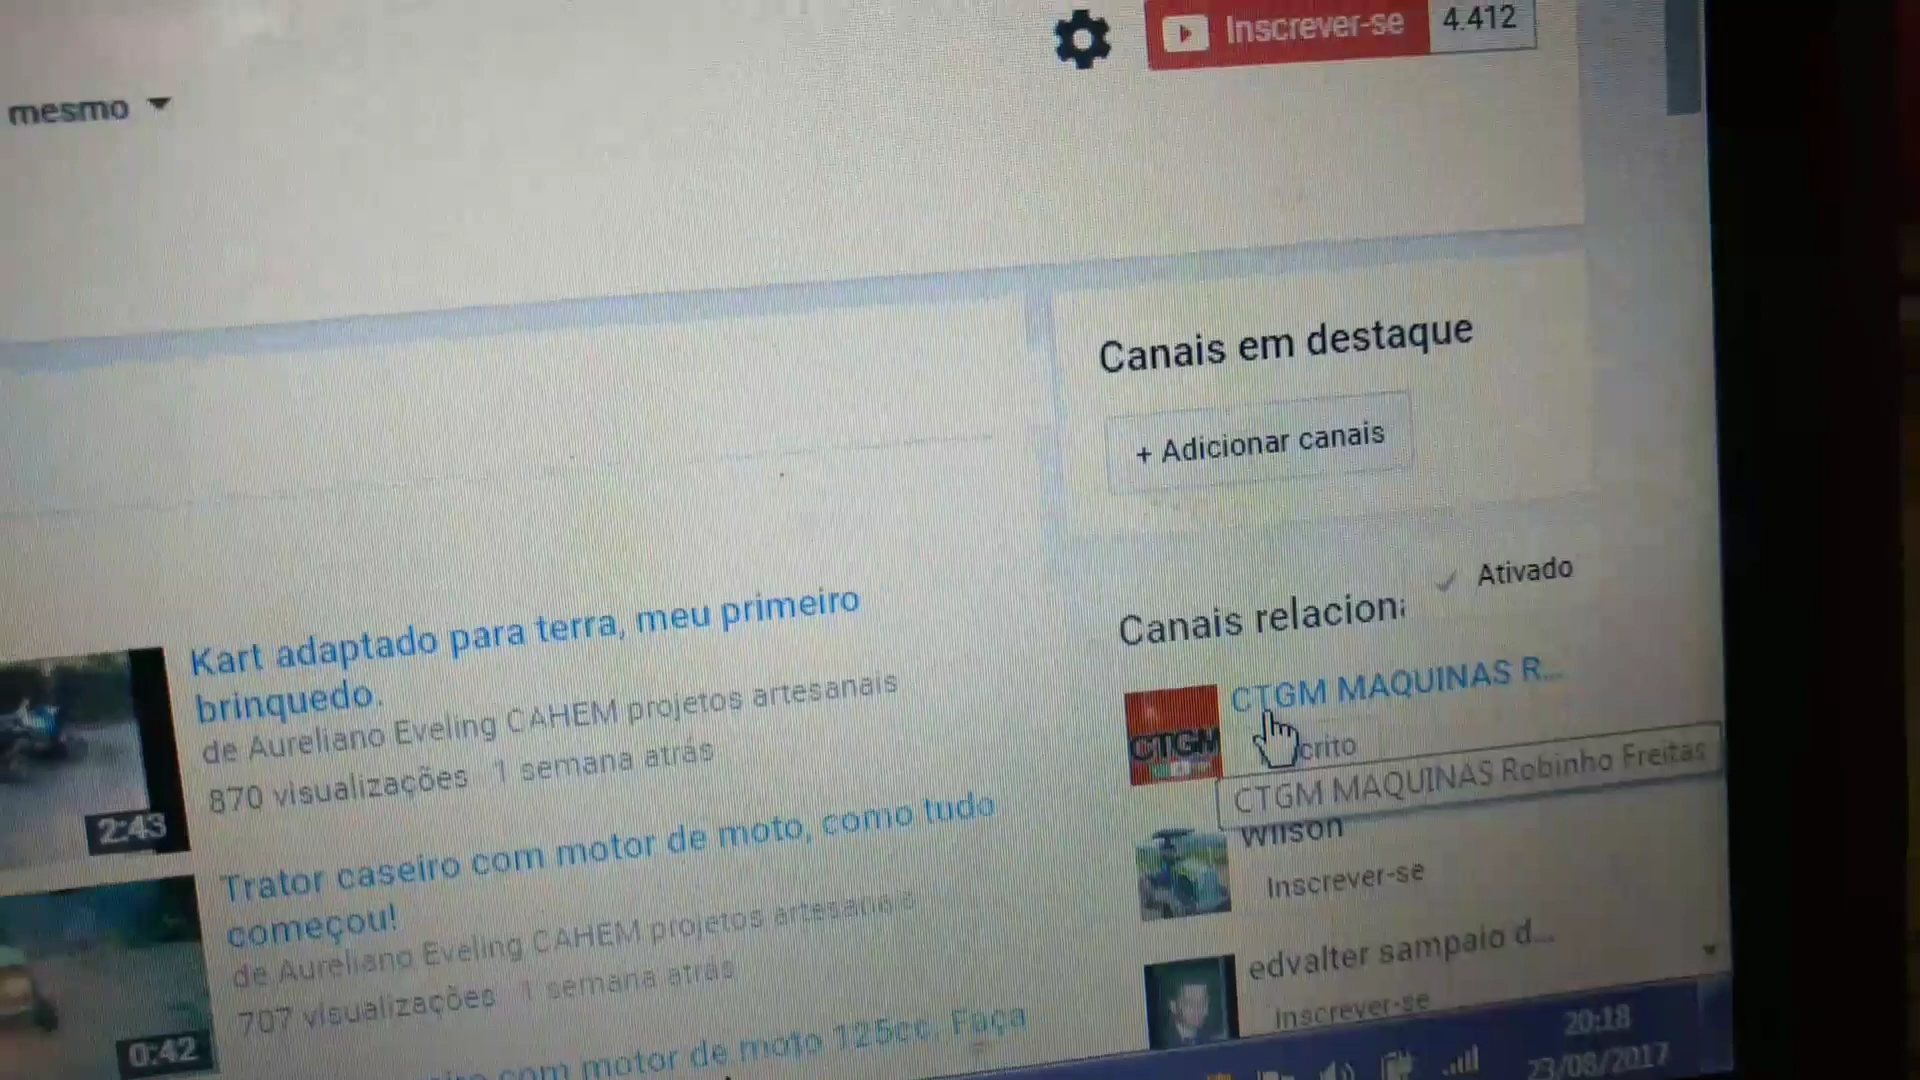 Inscrever-se 4.412
mesmo
Canais em destaque
+ Adicionar canais
Ativado
Canais relacion
Kart adaptado para terra, meu primeiro
brinquedo.
de Aureliano Eveling CAHEM projetos artesanais
870 visualizações 1 semana atrás
2:43
Trator caseiro com motor de moto, como tudo
começou!
de Aureliano Eveling CAHEM projetos artesanais
707 visualizações 1 semana atrás
0:42
com motor de moto 125cc. Faça
CTGM MAQUINAS R...
CTGM
crito
CTGM MAQUINAS Robinho Freitas
Wilson
Inscrever-se
edvalter sampaio d...
Inscrever-se
20:18
23/08/2017